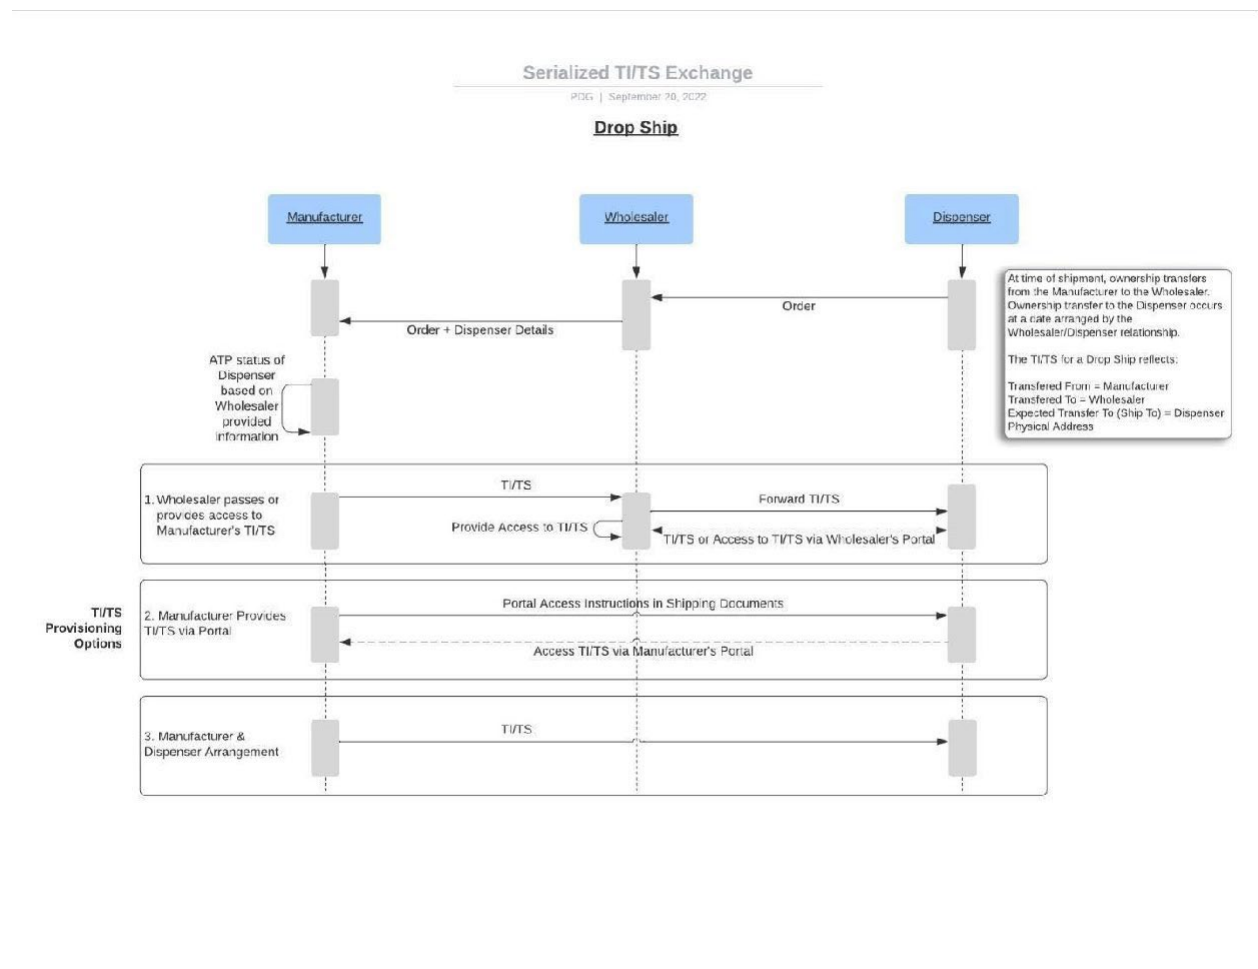 Serialized TI/TS Exchange
PDG | September 20, 2022
Drop Ship
Manufacturer
Wholesaler
Dispenser
Order
Order + Dispenser Details
At time of shipment, ownership transfers
from the Manufacturer to the Wholesaler.
Ownership transfer to the Dispenser occurs
at a date arranged by the
Wholesaler/Dispenser relationship.
The TI/TS for a Drop Ship reflects:
Transfered From = Manufacturer
Transfered To = Wholesaler
Expected Transfer To (Ship To) = Dispenser
Physical Address
ATP status of
Dispenser
based on
Wholesaler
provided
information
TI/TS
Provisioning
Options
1. Wholesaler passes or
provides access to
Manufacturer's TI/TS
TI/TS
Provide Access to TI/TS
Forward TI/TS
TI/TS or Access to TI/TS via Wholesaler's Portal
2. Manufacturer Provides
TI/TS via Portal
Portal Access Instructions in Shipping Documents
Access TI/TS via Manufacturer's Portal
3. Manufacturer &
Dispenser Arrangement
TI/TS